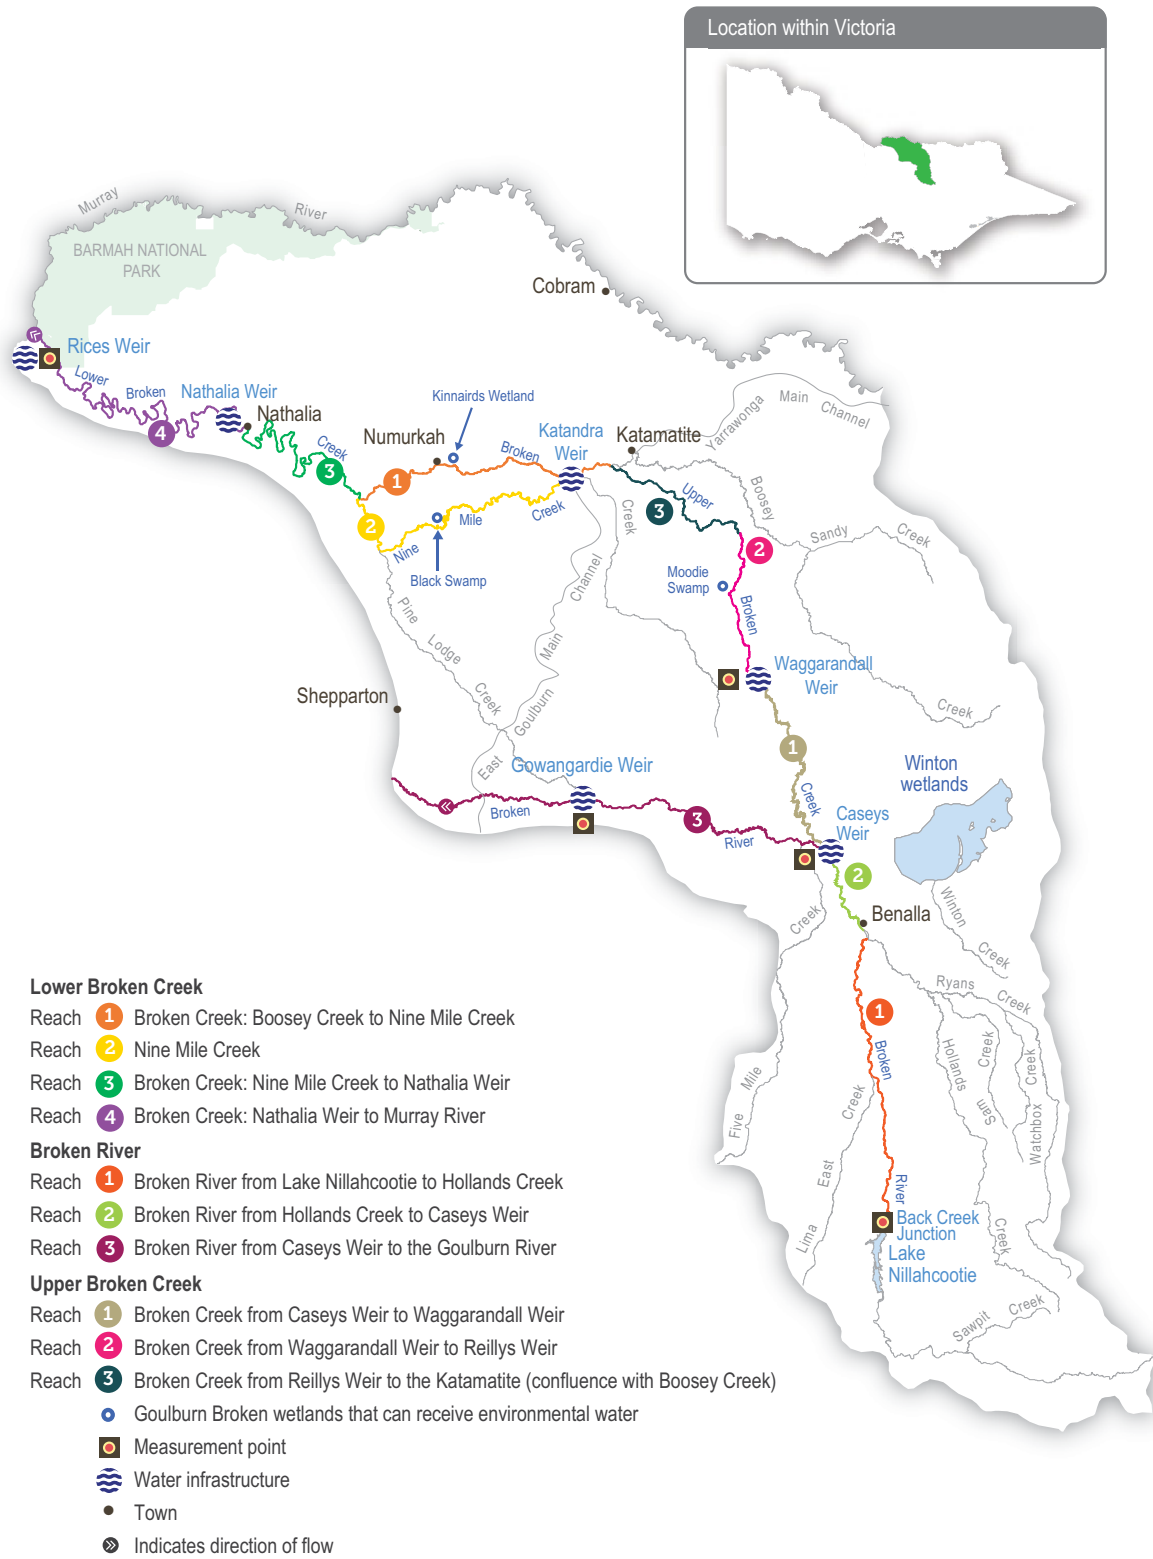 Location within Victoria
Murray
River
BARMAH NATIONAL
PARK
Cobram
Rices Weir
Lower
Broken
Nathalia Weir
Nathalia
Creek
4
3
Kinnairds Wetland
Numurkah
Broken
Katandra
Weir
Katamatite
Yarrawonga
Main
Channel
1
2
Nine
Mile
Creek
Black Swamp
Upper
3
Creek
Boosey
Sandy
Creek
2
Moodie
Swamp
Broken
Channel
Main
Goulburn
East
Pine
Lodge
Creek
Waggarandall
Weir
Creek
Shepparton
1
Creek
Gowangardie Weir
Winton
wetlands
Broken
3
River
Caseys
Weir
2
Benalla
Creek
Winton
Creek
Ryans
Creek
1
Broken
Hollands
Creek
Sam
Creek
Watchbox
Creek
Five
Mile
Creek
East
Lima
River
Back Creek
Junction
Lake
Nillahcootie
Creek
Sawpit
Creek
Lower Broken Creek
Reach 1 Broken Creek: Boosey Creek to Nine Mile Creek
Reach 2 Nine Mile Creek
Reach 3 Broken Creek: Nine Mile Creek to Nathalia Weir
Reach 4 Broken Creek: Nathalia Weir to Murray River
Broken River
Reach 1 Broken River from Lake Nillahcootie to Hollands Creek
Reach 2 Broken River from Hollands Creek to Caseys Weir
Reach 3 Broken River from Caseys Weir to the Goulburn River
Upper Broken Creek
Reach 1 Broken Creek from Caseys Weir to Waggarandall Weir
Reach 2 Broken Creek from Waggarandall Weir to Reillys Weir
Reach 3 Broken Creek from Reillys Weir to the Katamatite (confluence with Boosey Creek)
Goulburn Broken wetlands that can receive environmental water
Measurement point
Water infrastructure
Town
Indicates direction of flow